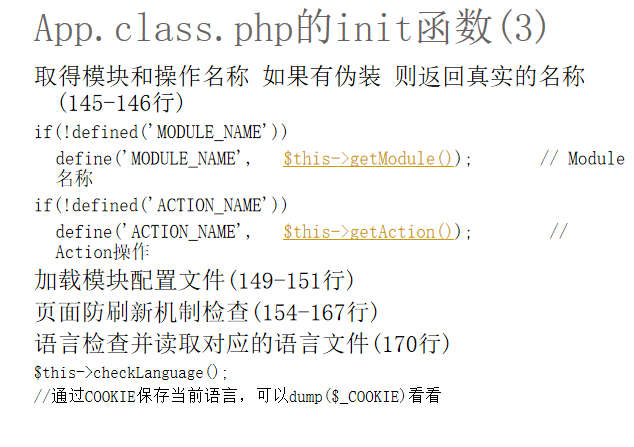 App.class.php的init函数(3)
取得模块和操作名称 如果有伪装 则返回真实的名称
(145-146行)
if(!defined('MODULE_NAME'))
define('MODULE_NAME', $this->getModule()); // Module
名称
if(!defined('ACTION_NAME'))
define('ACTION_NAME', $this->getAction()); //
Action操作
加载模块配置文件(149-151行)
页面防刷新机制检查(154-167行)
语言检查并读取对应的语言文件(170行)
$this->checkLanguage();
//通过COOKIE保存当前语言，可以dump($_COOKIE)看看